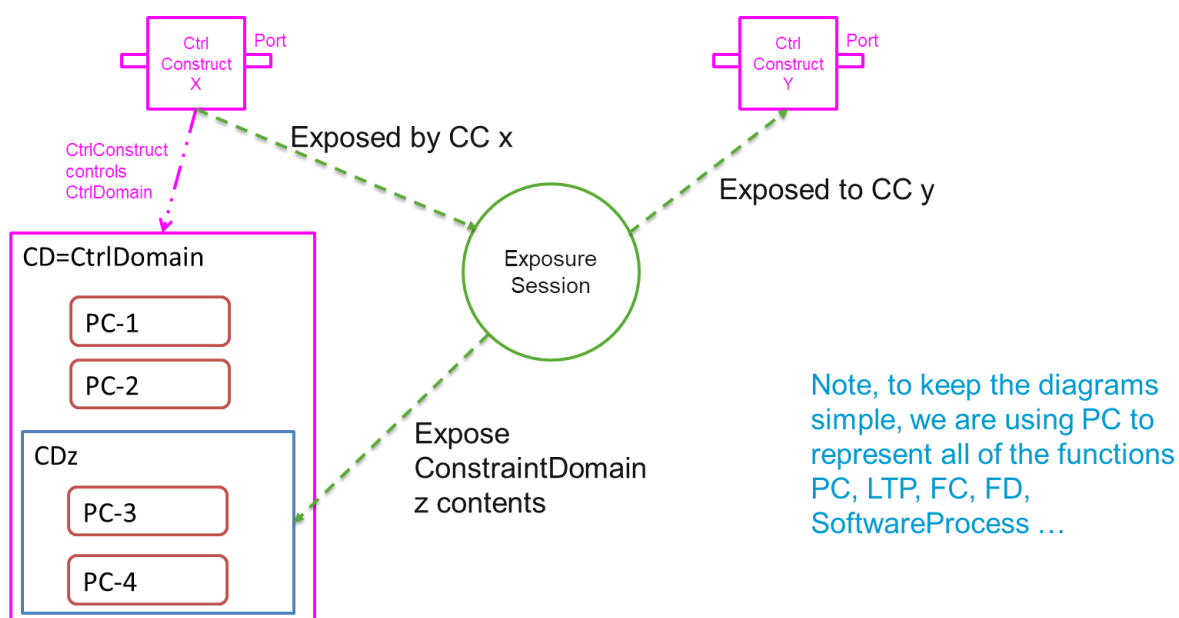 Ctrl
Construct
X
Port
Ctrl
Construct
Y
Port
CtrlConstruct
controls
CtrlDomain
Exposed by CC x
Exposed to CC y
CD=CtrlDomain
PC-1
PC-2
CDz
PC-3
PC-4
Exposure
Session
Expose
ConstraintDomain
z contents
Note, to keep the diagrams
simple, we are using PC to
represent all of the functions
PC, LTP, FC, FD,
SoftwareProcess …